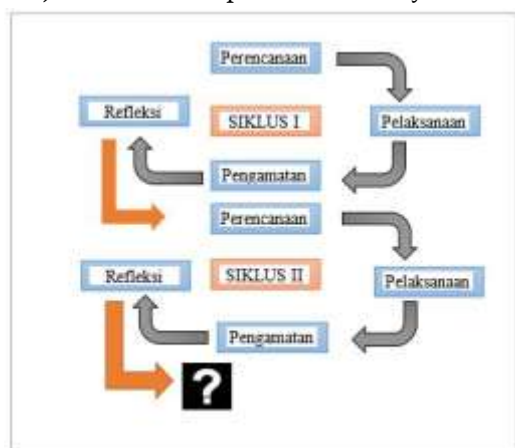 Perencanaan
Refleksi
SIKLUS I
Pelaksanaan
Pengamatan
Perencanaan
Refleksi
SIKLUS II
Pelaksanaan
Pengamatan
?